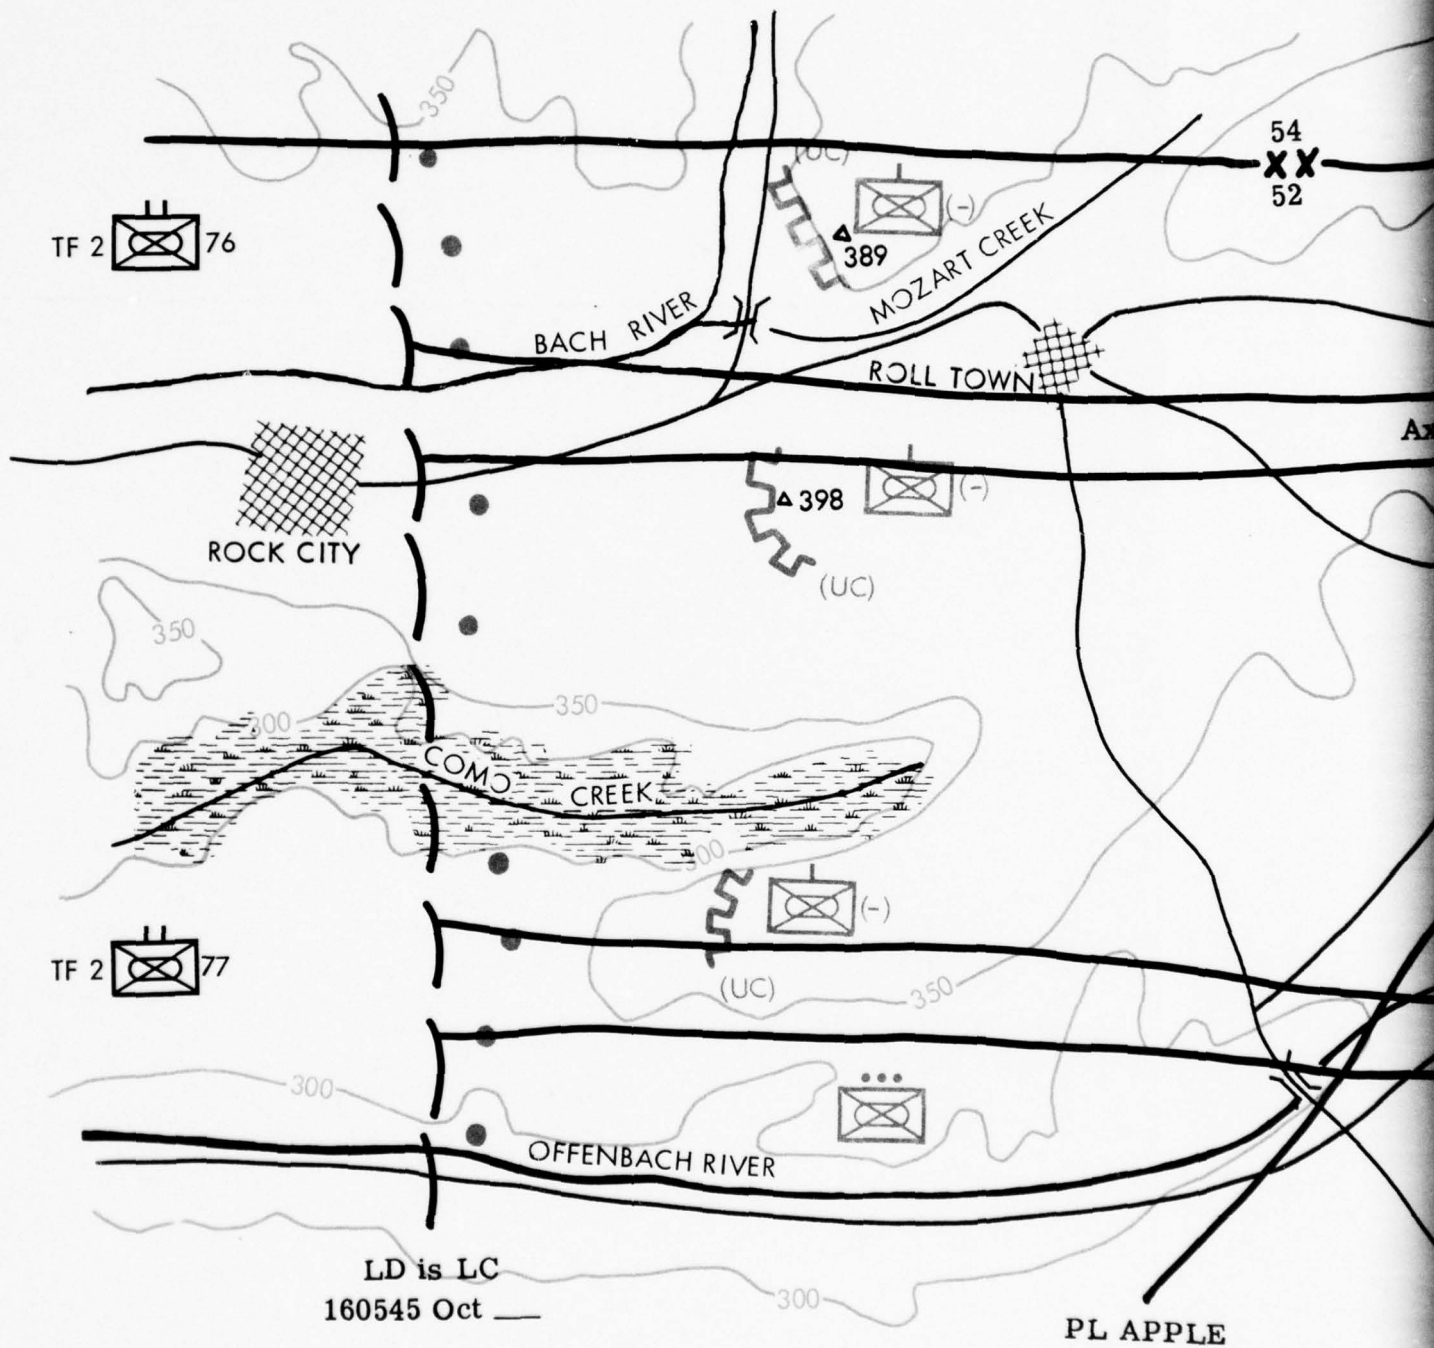 350
54
XX
52
(UC)
TF 2 76
(-)
389
MOZART CREEK
BACH RIVER
ROLL TOWN
Ax
398
(-)
ROCK CITY
(UC)
350
300
350
COMO CREEK
300
(-)
TF 2 77
(UC)
350
300
OFFENBACH RIVER
LD is LC
160545 Oct ___
300
PL APPLE